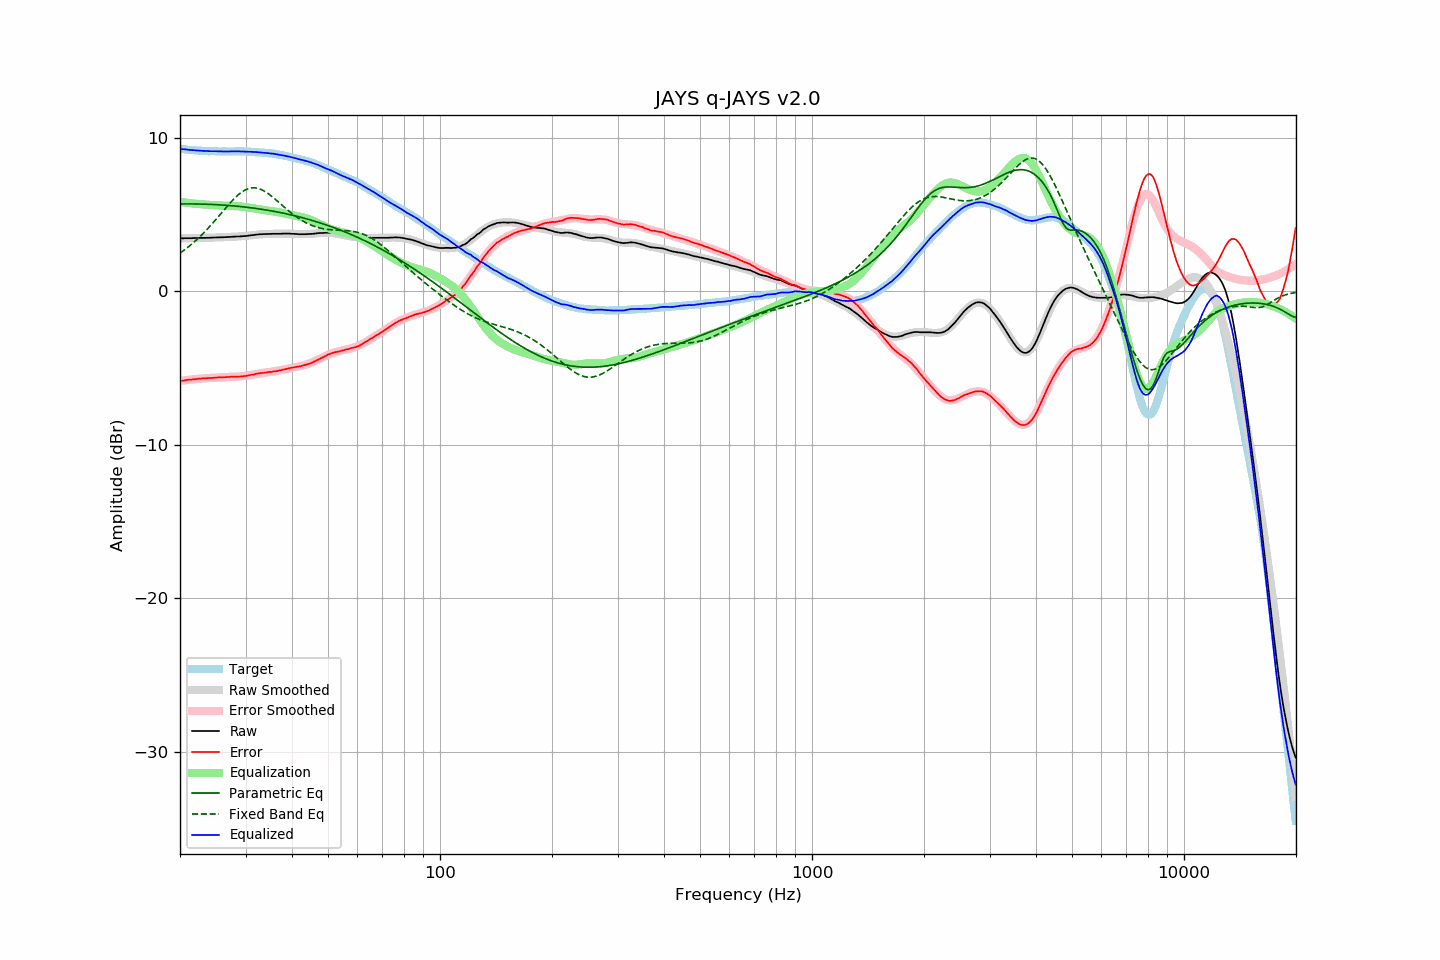 JAYS q-JAYS v2.0
10
0
−10
−20
−30
Amplitude (dBr)
Target
Raw Smoothed
Error Smoothed
Raw
Error
Equalization
Parametric Eq
Fixed Band Eq
Equalized
100
1000
10000
Frequency (Hz)